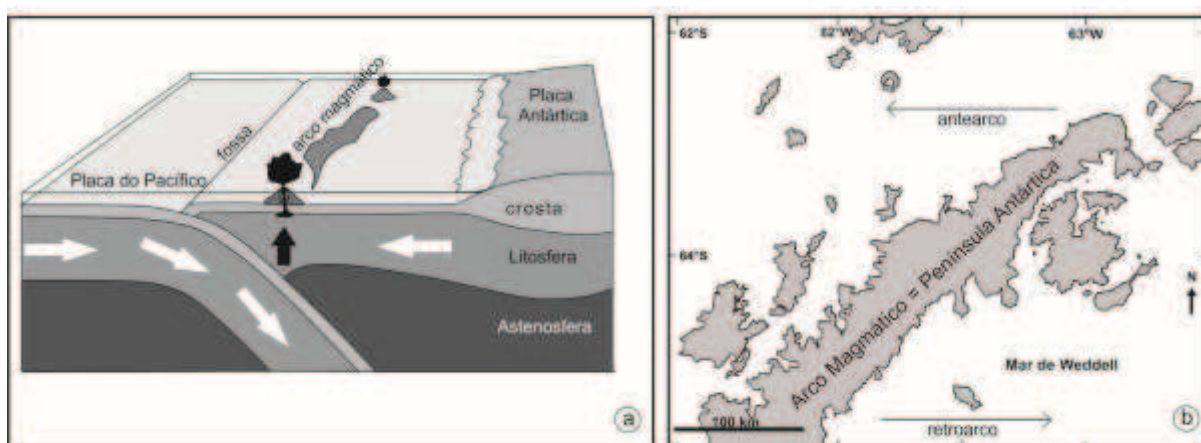 Placa do Pacífico
fossa
arco magmático
Placa
Antártica
crosta
Litosfera
Astenosfera
a
62°S
62°W
63°W
antearco
Arco Magmático = Península Antártica
64°S
N
Mar de Weddell
100 km
retroarco
b